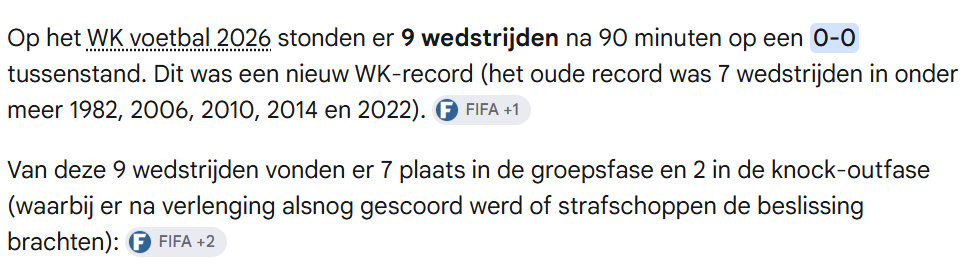 Op het WK voetbal 2026 stonden er 9 wedstrijden na 90 minuten op een 0-0
tussenstand. Dit was een nieuw WK-record (het oude record was 7 wedstrijden in onder
meer 1982, 2006, 2010, 2014 en 2022). F FIFA +1
Van deze 9 wedstrijden vonden er 7 plaats in de groepsfase en 2 in de knock-outfase
(waarbij er na verlenging alsnog gescoord werd of strafschoppen de beslissing
brachten): F FIFA +2